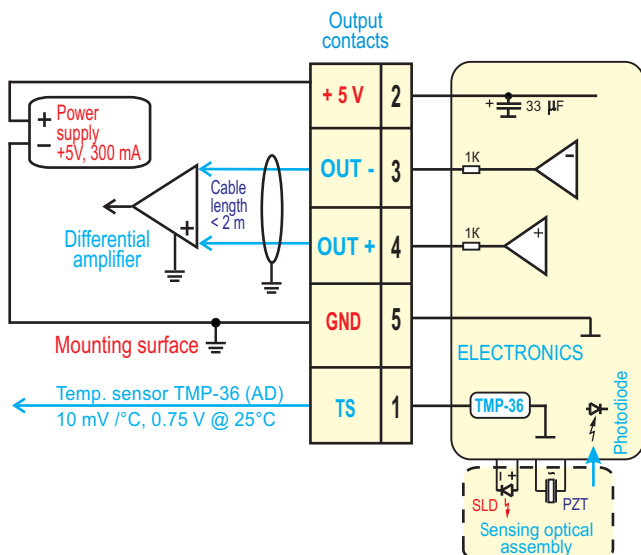 Output
contacts
+ 5 V
2
+
33 µF
+
Power
supply
–
+5V, 300 mA
OUT -
3
1K
–
Cable
length
< 2 m
+
Differential
amplifier
OUT +
4
1K
+
GND
5
Mounting surface
ELECTRONICS
Temp. sensor TMP-36 (AD)
10 mV /°C, 0.75 V @ 25°C
TS
1
TMP-36
Photodiode
– +
~
SLD
PZT
Sensing optical
assembly